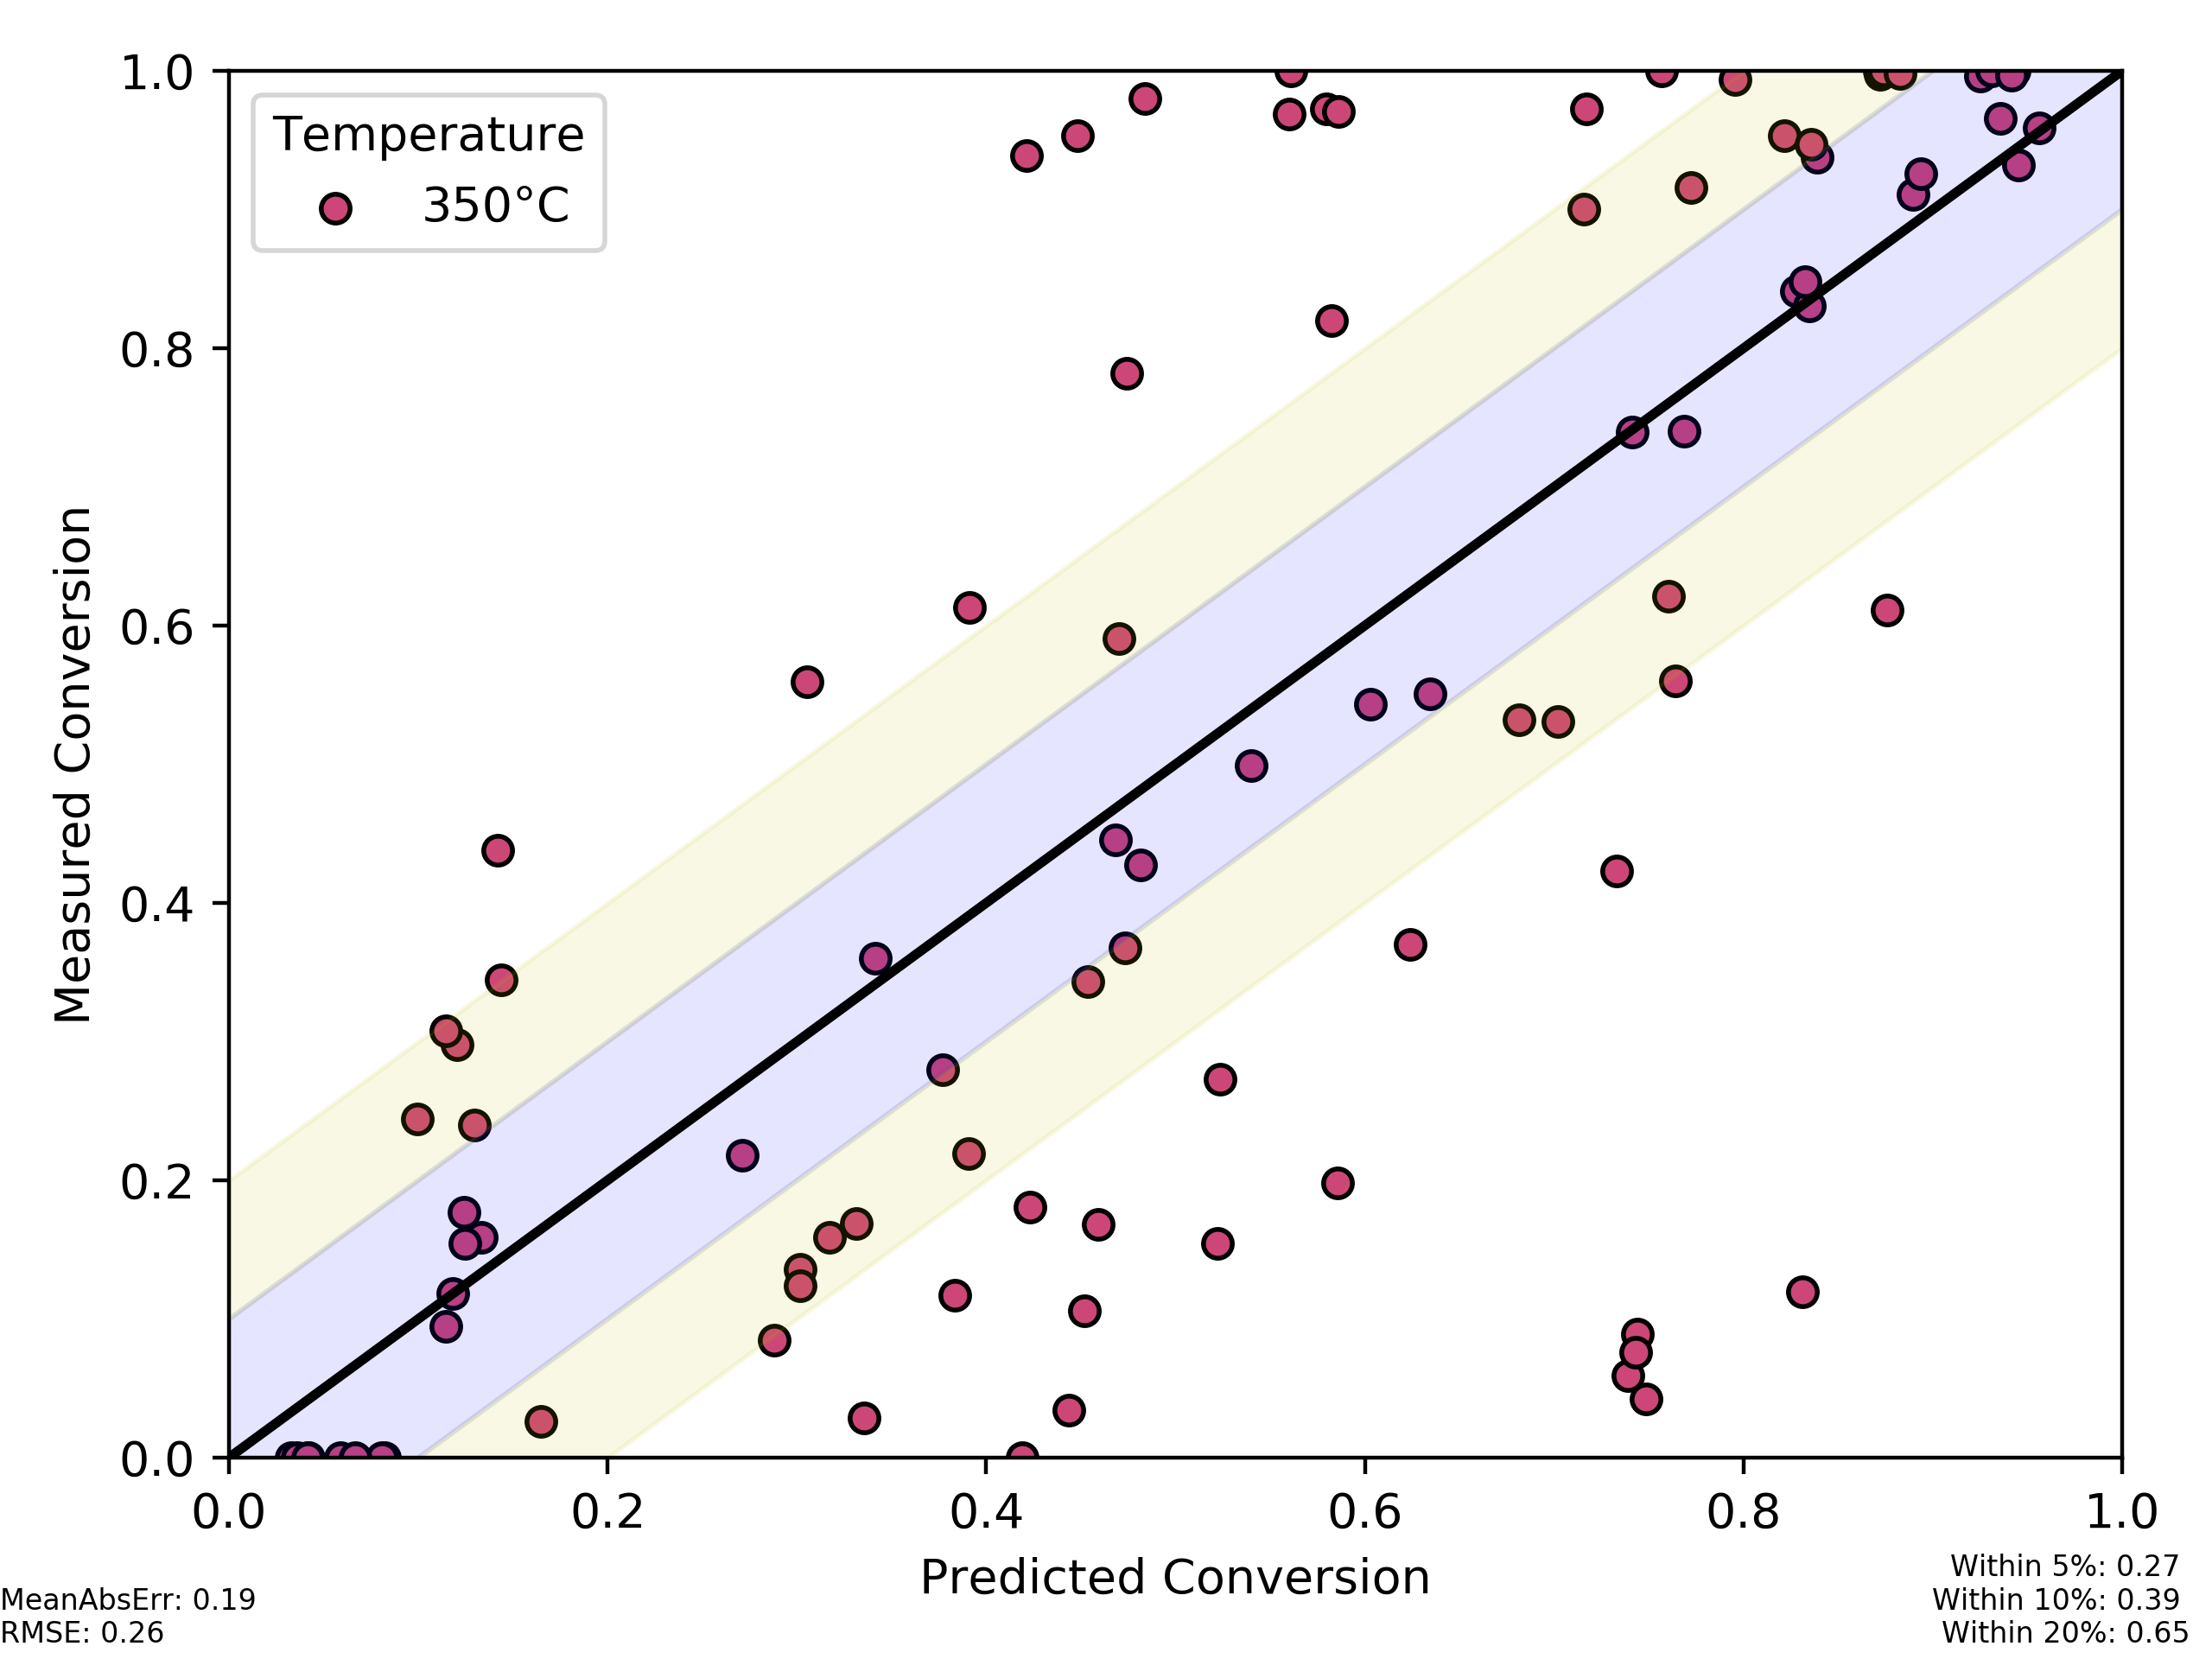 1.0
0.8
0.6
0.4
0.2
0.0
Measured Conversion
Temperature
350°C
0.0 0.2 0.4 0.6 0.8 1.0
Predicted Conversion
MeanAbsErr: 0.19
RMSE: 0.26
Within 5%: 0.27
Within 10%: 0.39
Within 20%: 0.65